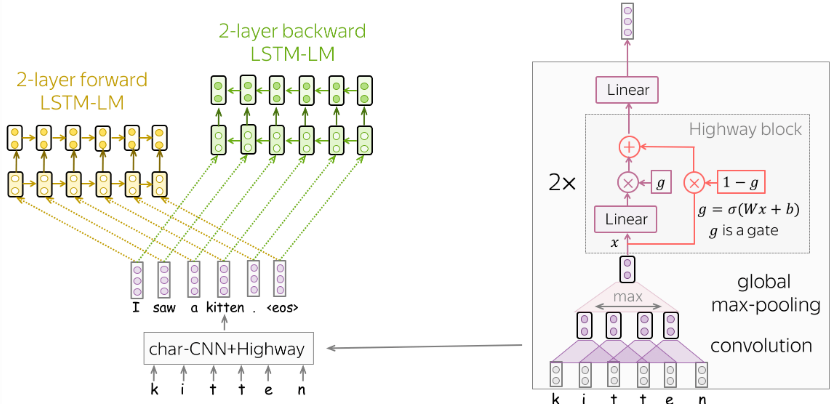 2-layer forward
LSTM-LM
2-layer backward
LSTM-LM
I saw a kitten . <eos>
char-CNN+Highway
k i t t e n
Linear
Highway block
+
2x
× g × 1 − g
g = σ(Wx + b)
g is a gate
Linear
x
global
max-pooling
max
convolution
k i t t e n